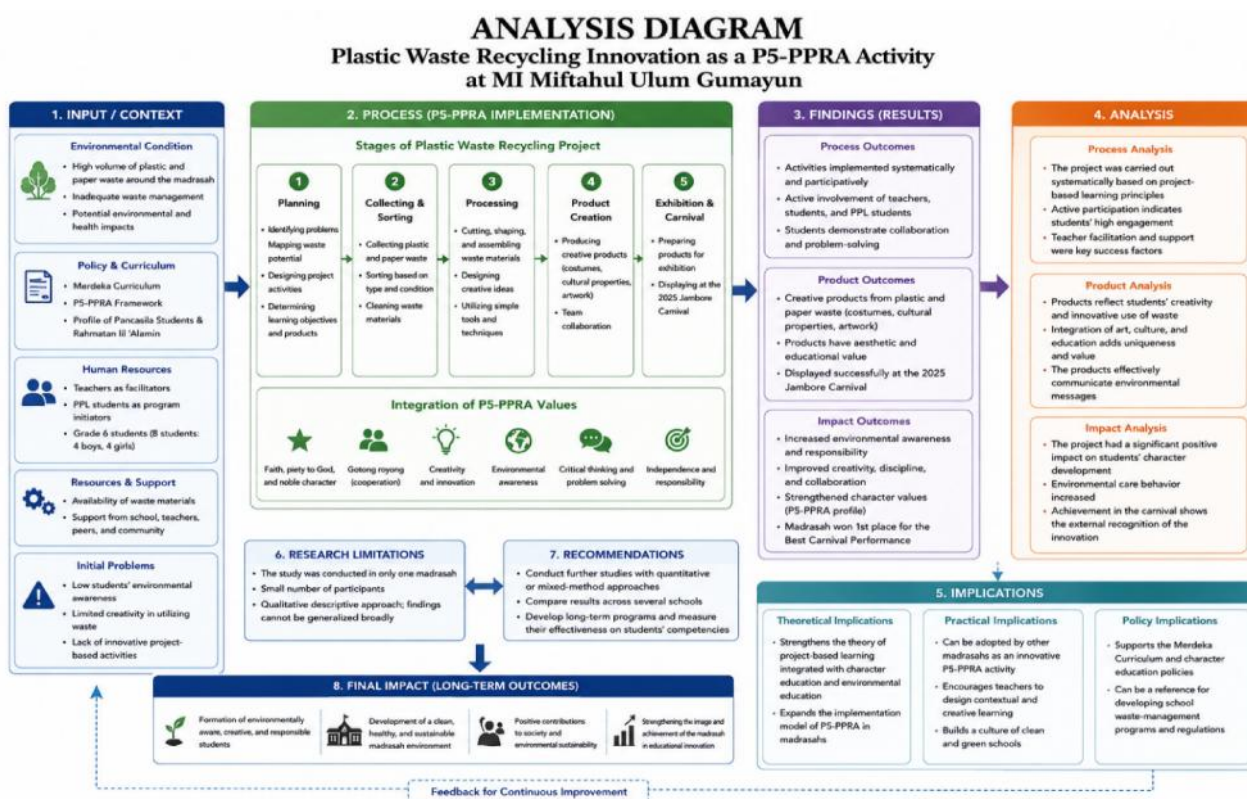 ANALYSIS DIAGRAM
Plastic Waste Recycling Innovation as a P5-PPRA Activity
at MI Miftahul Ulum Gumayun
1. INPUT / CONTEXT
Environmental Condition
• High volume of plastic and
paper waste around the madrasah
• Inadequate waste management
• Potential environmental and
health impacts
Policy & Curriculum
• Merdeka Curriculum
• P5-PPRA Framework
• Profile of Pancasila Students &
Rahmatan lil 'Alamin
Human Resources
• Teachers as facilitators
• PPL students as program
initiators
• Grade 6 students (8 students:
4 boys, 4 girls)
Resources & Support
• Availability of waste materials
• Support from school, teachers,
peers, and community
Initial Problems
• Low students' environmental
awareness
• Limited creativity in utilizing
waste
• Lack of innovative project-
based activities
2. PROCESS (P5-PPRA IMPLEMENTATION)
Stages of Plastic Waste Recycling Project
1
Planning
• Identifying problems
Mapping waste
potential
• Designing project
activities
• Determining
learning objectives
and products
2
Collecting &
Sorting
• Collecting plastic
and paper waste
• Sorting based on
type and condition
• Cleaning waste
materials
3
Processing
• Cutting, shaping,
and assembling
waste materials
• Designing
creative ideas
• Utilizing simple
tools and
techniques
4
Product
Creation
• Producing
creative products
(costumes,
cultural properties,
artwork)
• Team
collaboration
5
Exhibition &
Carnival
• Preparing
products for
exhibition
• Displaying at the
2025 Jambore
Carnival
Integration of P5-PPRA Values
Faith, piety to God,
and noble character
Gotong royong
(cooperation)
Creativity
and innovation
Environmental
awareness
Critical thinking and
problem solving
Independence and
responsibility
3. FINDINGS (RESULTS)
Process Outcomes
• Activities implemented systematically
and participatively
• Active involvement of teachers,
students, and PPL students
• Students demonstrate collaboration
and problem-solving
Product Outcomes
• Creative products from plastic and
paper waste (costumes, cultural
properties, artwork)
• Products have aesthetic and
educational value
• Displayed successfully at the 2025
Jambore Carnival
Impact Outcomes
• Increased environmental awareness
and responsibility
• Improved creativity, discipline,
and collaboration
• Strengthened character values
(P5-PPRA profile)
• Madrasah won 1st place for the
Best Carnival Performance
4. ANALYSIS
Process Analysis
• The project was carried out
systematically based on project-
based learning principles
• Active participation indicates
students' high engagement
• Teacher facilitation and support
were key success factors
Product Analysis
• Products reflect students' creativity
and innovative use of waste
• Integration of art, culture, and
education adds uniqueness
and value
• The products effectively
communicate environmental
messages
Impact Analysis
• The project had a significant positive
impact on students' character
development
• Environmental care behavior
increased
• Achievement in the carnival shows
the external recognition of the
innovation
5. IMPLICATIONS
Theoretical Implications
• Strengthens the theory of
project-based learning
integrated with character
education and environmental
education
• Expands the implementation
model of P5-PPRA in
madrasahs
Practical Implications
• Can be adopted by other
madrasahs as an innovative
P5-PPRA activity
• Encourages teachers to
design contextual and
creative learning
• Builds a culture of clean
and green schools
Policy Implications
• Supports the Merdeka
Curriculum and character
education policies
• Can be a reference for
developing school
waste-management
programs and regulations
6. RESEARCH LIMITATIONS
• The study was conducted in only one madrasah
• Small number of participants
• Qualitative descriptive approach; findings
cannot be generalized broadly
7. RECOMMENDATIONS
• Conduct further studies with quantitative
or mixed-method approaches
• Compare results across several schools
• Develop long-term programs and measure
their effectiveness on students' competencies
8. FINAL IMPACT (LONG-TERM OUTCOMES)
Formation of environmentally
aware, creative, and responsible
students
Development of a clean,
healthy, and sustainable
madrasah environment
Positive contributions
to society and
environmental sustainability
Strengthening the image and
achievement of the madrasah
in educational innovation
Feedback for Continuous Improvement